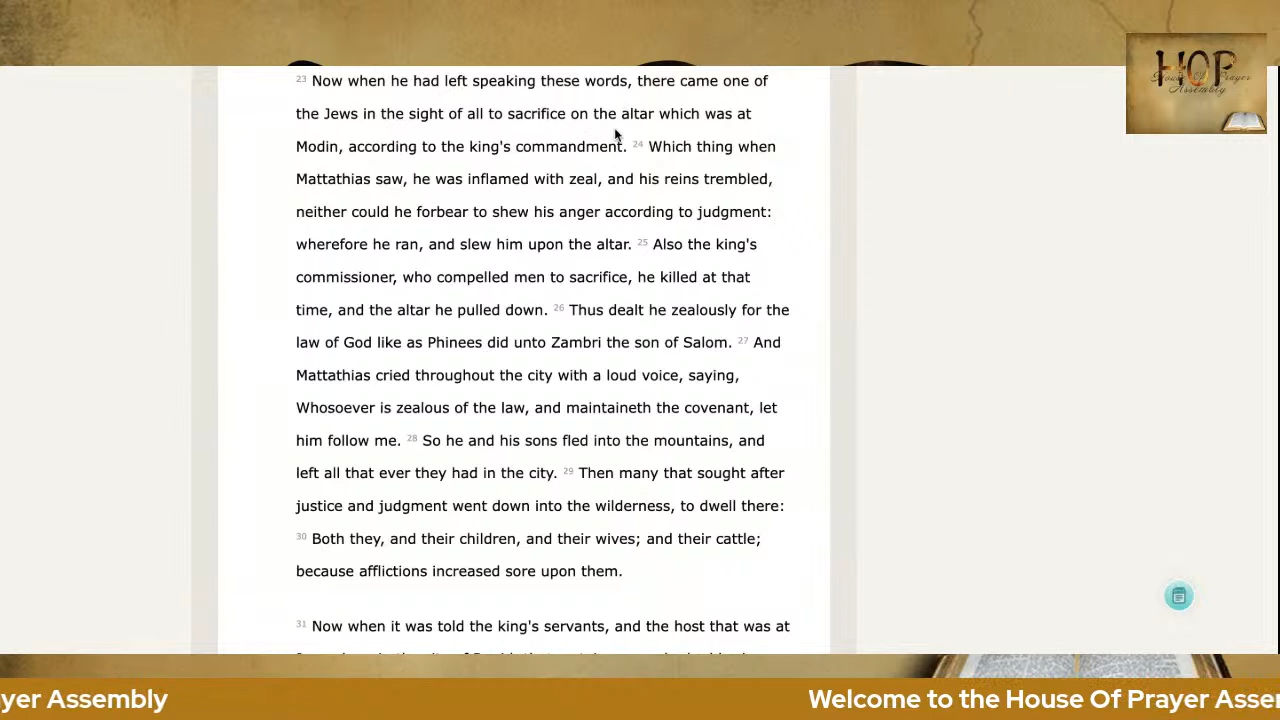 HOP
House Of Prayer
Assembly
23 Now when he had left speaking these words, there came one of
the Jews in the sight of all to sacrifice on the altar which was at
Modin, according to the king's commandment. 24 Which thing when
Mattathias saw, he was inflamed with zeal, and his reins trembled,
neither could he forbear to shew his anger according to judgment:
wherefore he ran, and slew him upon the altar. 25 Also the king's
commissioner, who compelled men to sacrifice, he killed at that
time, and the altar he pulled down. 26 Thus dealt he zealously for the
law of God like as Phinees did unto Zambri the son of Salom. 27 And
Mattathias cried throughout the city with a loud voice, saying,
Whosoever is zealous of the law, and maintaineth the covenant, let
him follow me. 28 So he and his sons fled into the mountains, and
left all that ever they had in the city. 29 Then many that sought after
justice and judgment went down into the wilderness, to dwell there:
30 Both they, and their children, and their wives; and their cattle;
because afflictions increased sore upon them.
31 Now when it was told the king's servants, and the host that was at
yer Assembly Welcome to the House Of Prayer Asse